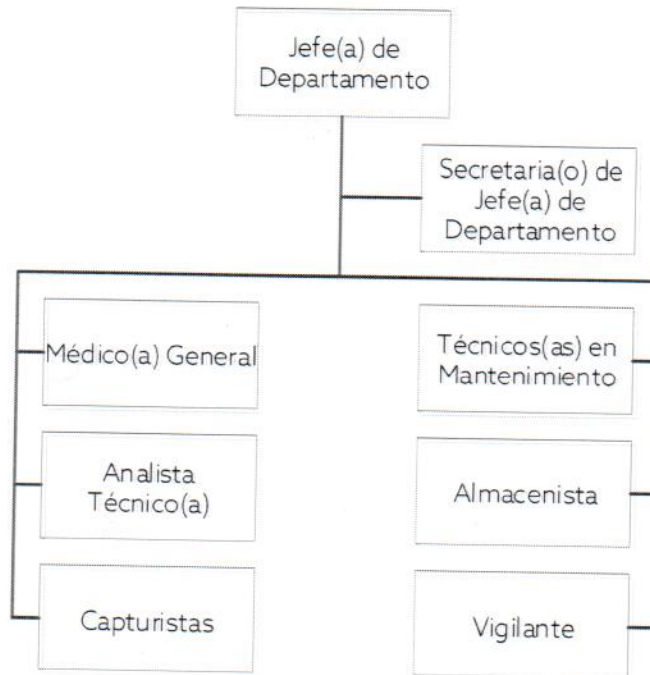 Jefe(a) de
Departamento
Secretaria(o) de
Jefe(a) de
Departamento
Médico(a) General
Técnicos(as) en
Mantenimiento
Analista
Técnico(a)
Almacenista
Capturistas
Vigilante